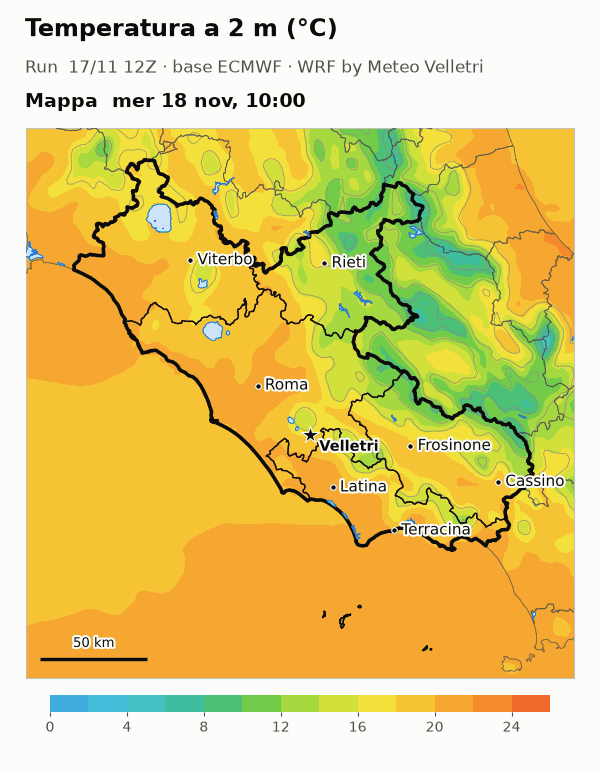 Temperatura a 2 m (°C)
Run  17/11 12Z · base ECMWF · WRF by Meteo Velletri
Mappa  mer 18 nov, 10:00
Viterbo
Rieti
Roma
Velletri
Frosinone
Cassino
Latina
Terracina
50 km
0 4 8 12 16 20 24